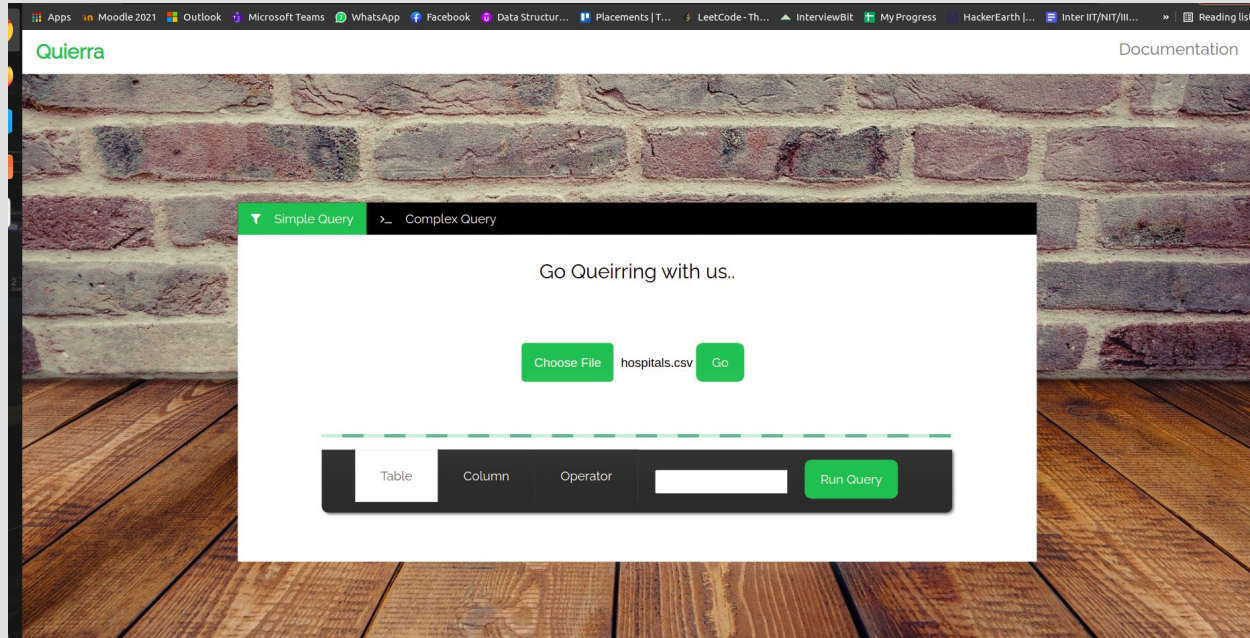 Apps Moodle 2021 Outlook Microsoft Teams WhatsApp Facebook Data Structur... Placements | T... LeetCode - Th... InterviewBit My Progress HackerEarth |... Inter IIT/NIT/III... » Reading list
Quierra Documentation
Simple Query >_ Complex Query
Go Queirring with us..
Choose File hospitals.csv Go
Table Column Operator Run Query